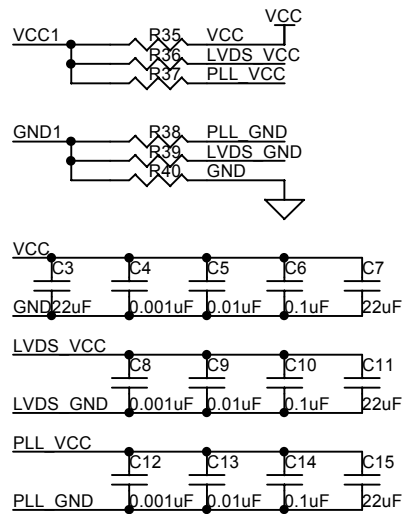 VCC
VCC1 R35 VCC
R36 LVDS_VCC
R37 PLL_VCC
GND1 R38 PLL_GND
R39 LVDS_GND
R40 GND
VCC
C3 C4 C5 C6 C7
GND 22uF 0.001uF 0.01uF 0.1uF 22uF
LVDS_VCC
C8 C9 C10 C11
LVDS_GND 0.001uF 0.01uF 0.1uF 22uF
PLL_VCC
C12 C13 C14 C15
PLL_GND 0.001uF 0.01uF 0.1uF 22uF